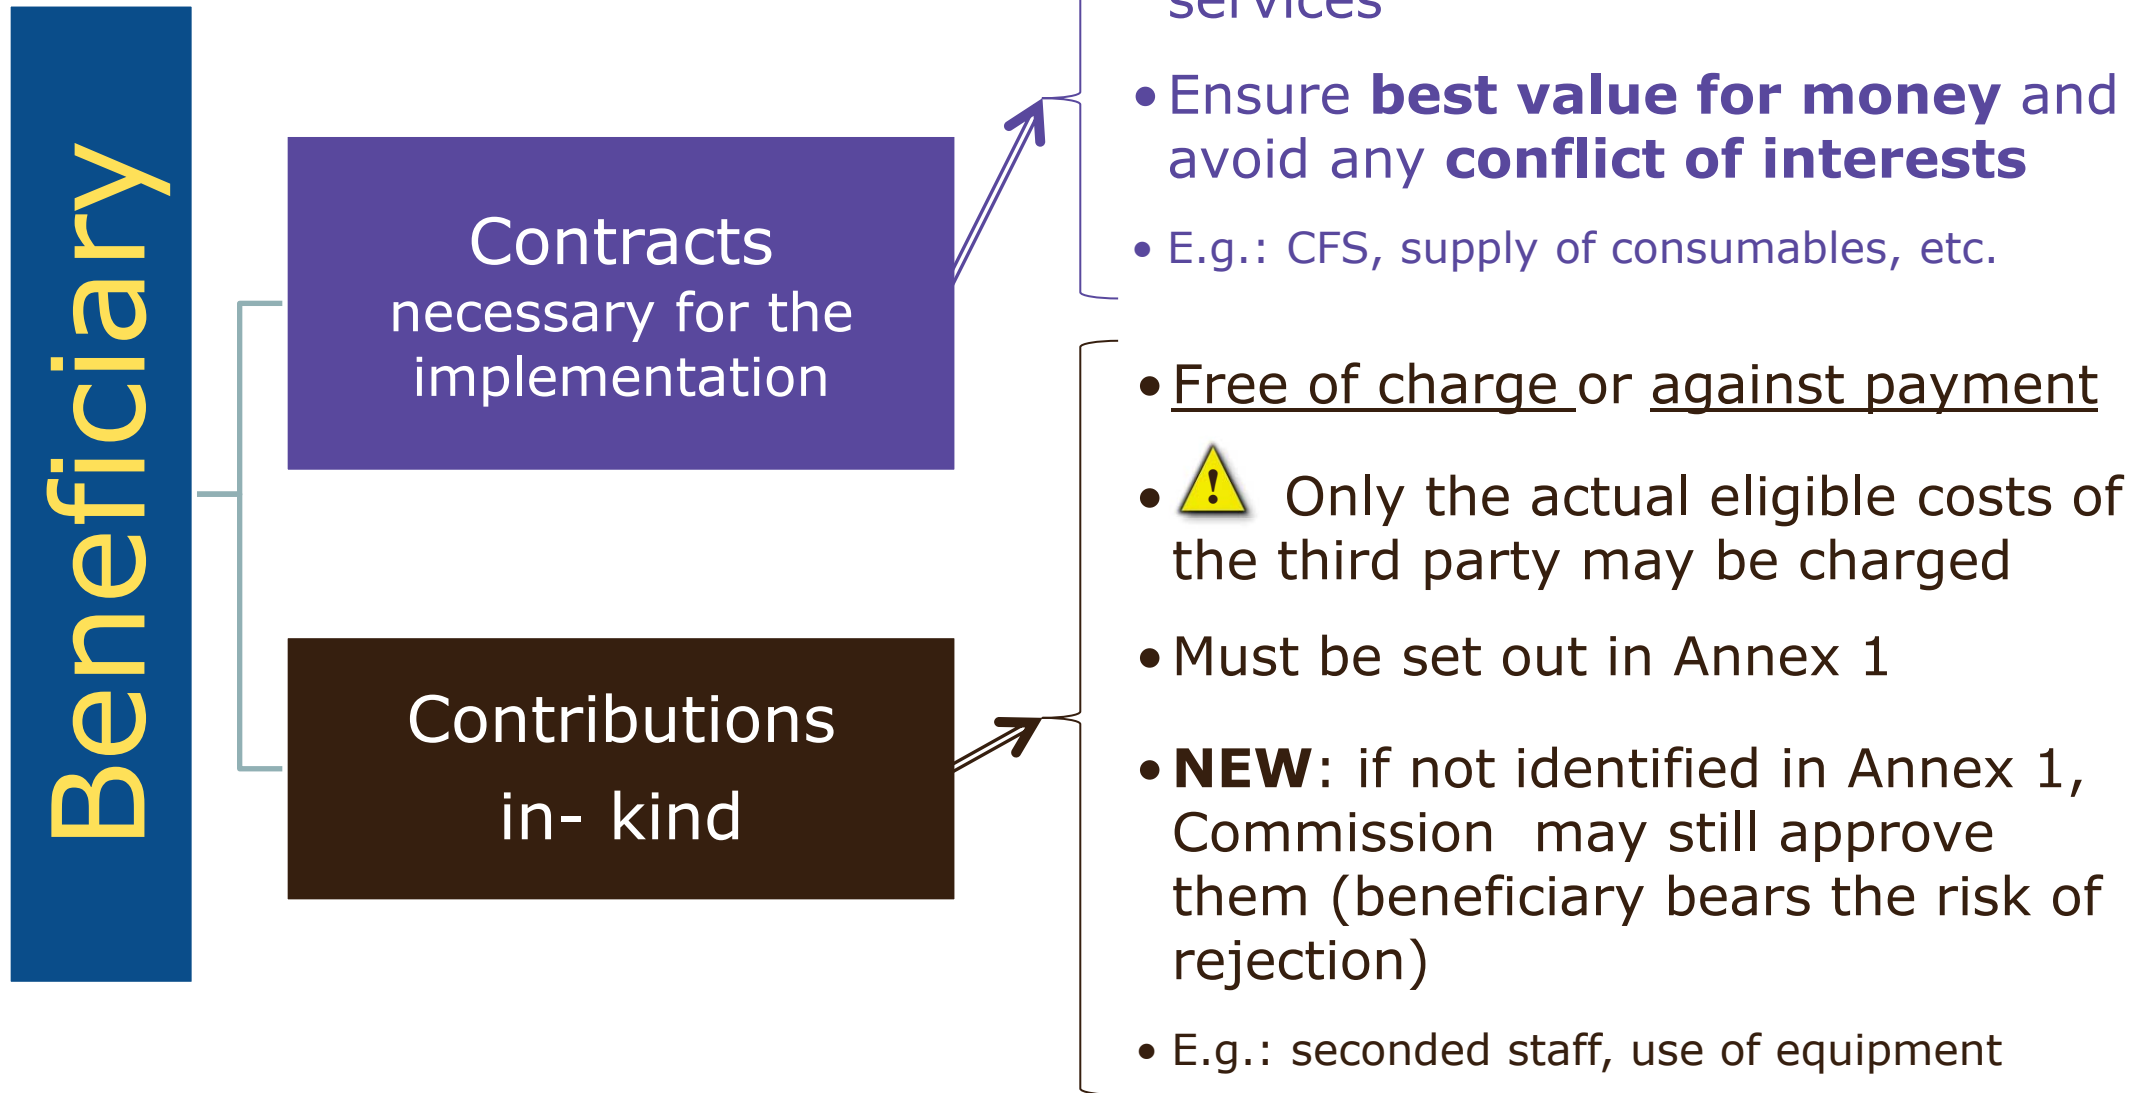 Beneficiary
Contracts
necessary for the
implementation
services
• Ensure best value for money and
avoid any conflict of interests
• E.g.: CFS, supply of consumables, etc.
Contributions
in- kind
• Free of charge or against payment
• Only the actual eligible costs of
the third party may be charged
• Must be set out in Annex 1
• NEW: if not identified in Annex 1,
Commission may still approve
them (beneficiary bears the risk of
rejection)
• E.g.: seconded staff, use of equipment